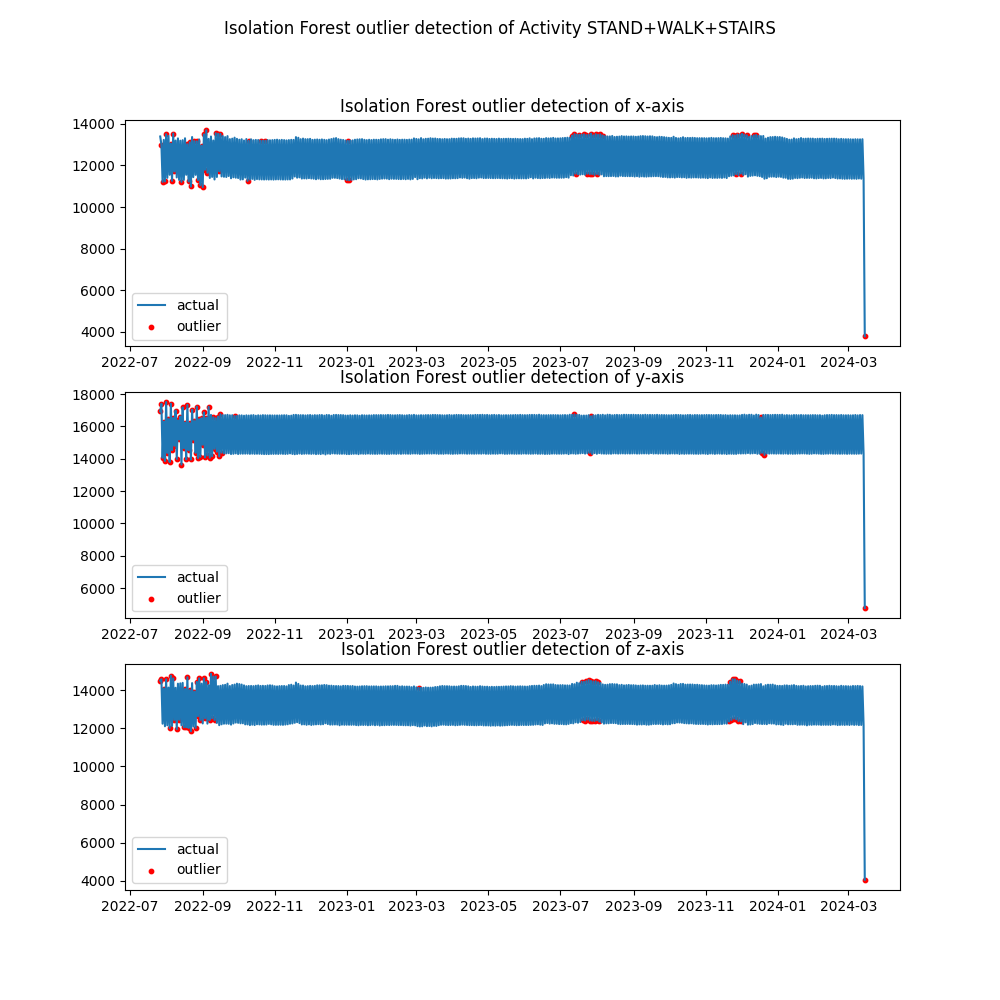 Isolation Forest outlier detection of Activity STAND+WALK+STAIRS
Isolation Forest outlier detection of x-axis
14000
12000
10000
8000
6000
4000
actual
outlier
2022-07 2022-09 2022-11 2023-01 2023-03 2023-05 2023-07 2023-09 2023-11 2024-01 2024-03
Isolation Forest outlier detection of y-axis
18000
16000
14000
12000
10000
8000
6000
actual
outlier
2022-07 2022-09 2022-11 2023-01 2023-03 2023-05 2023-07 2023-09 2023-11 2024-01 2024-03
Isolation Forest outlier detection of z-axis
14000
12000
10000
8000
6000
4000
actual
outlier
2022-07 2022-09 2022-11 2023-01 2023-03 2023-05 2023-07 2023-09 2023-11 2024-01 2024-03